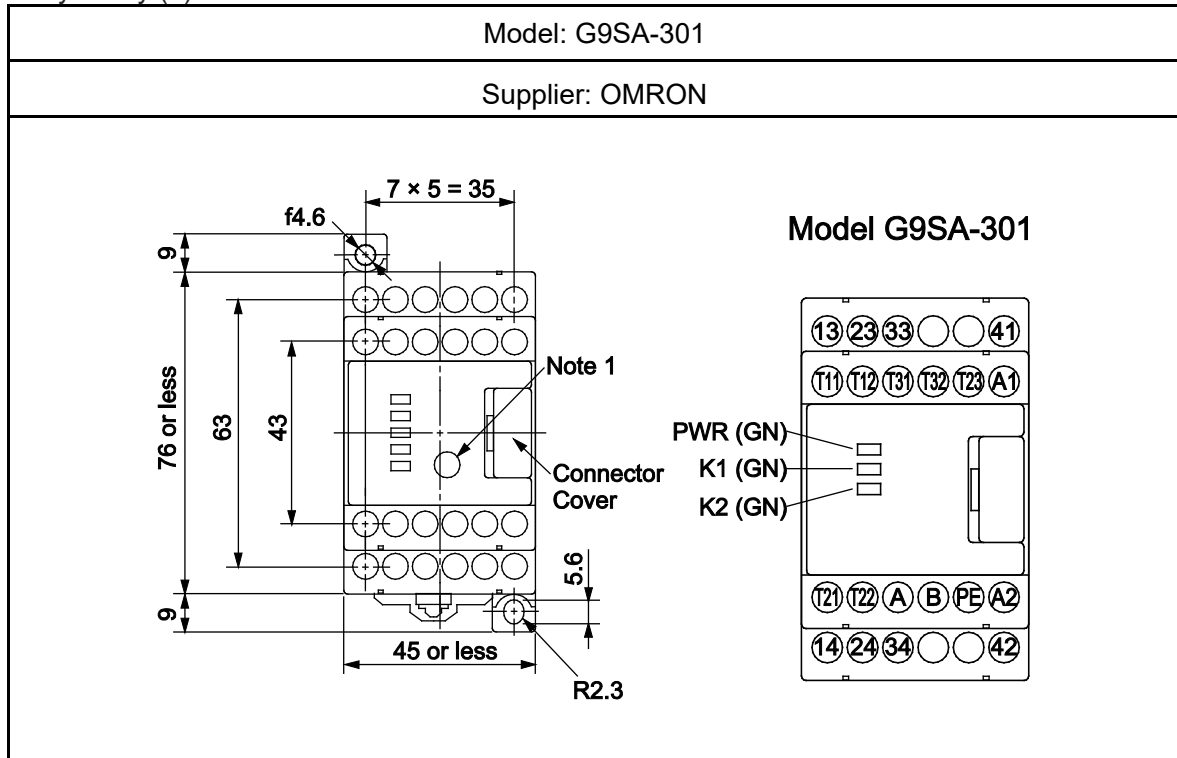 Model: G9SA-301
Supplier: OMRON
7 × 5 = 35
f4.6
9
76 or less
63
43
Note 1
Connector
Cover
5.6
9
45 or less
R2.3
Model G9SA-301
13 23 33 41
T11 T12 T31 T32 T23 A1
PWR (GN)
K1 (GN)
K2 (GN)
T21 T22 A B PE A2
14 24 34 42